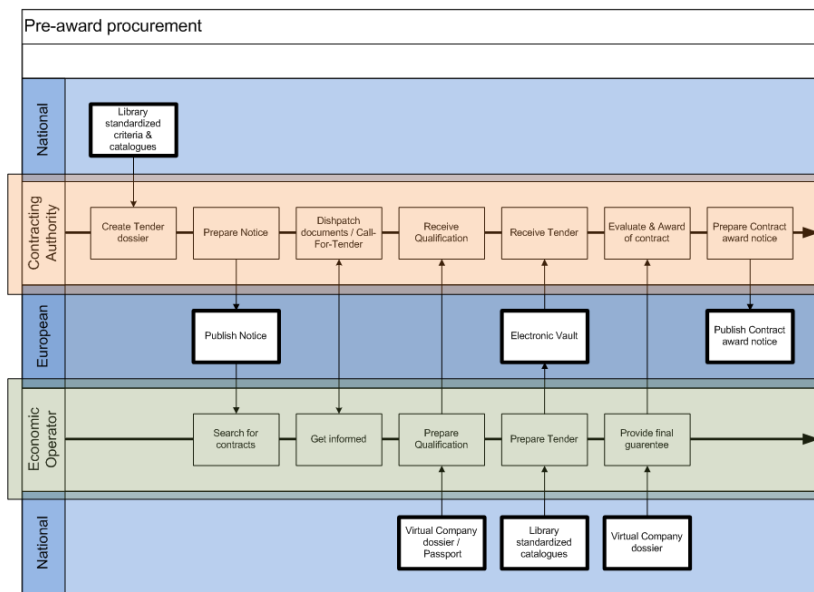 Pre-award procurement
National
Library
standardized
criteria &
catalogues
Contracting
Authority
Create Tender
dossier
Prepare Notice
Dishpatch
documents / Call-
For-Tender
Receive
Qualification
Receive Tender
Evaluate & Award
of contract
Prepare Contract
award notice
European
Publish Notice
Electronic Vault
Publish Contract
award notice
Economic
Operator
Search for
contracts
Get informed
Prepare
Qualification
Prepare Tender
Provide final
guarentee
National
Virtual Company
dossier /
Passport
Library
standardized
catalogues
Virtual Company
dossier